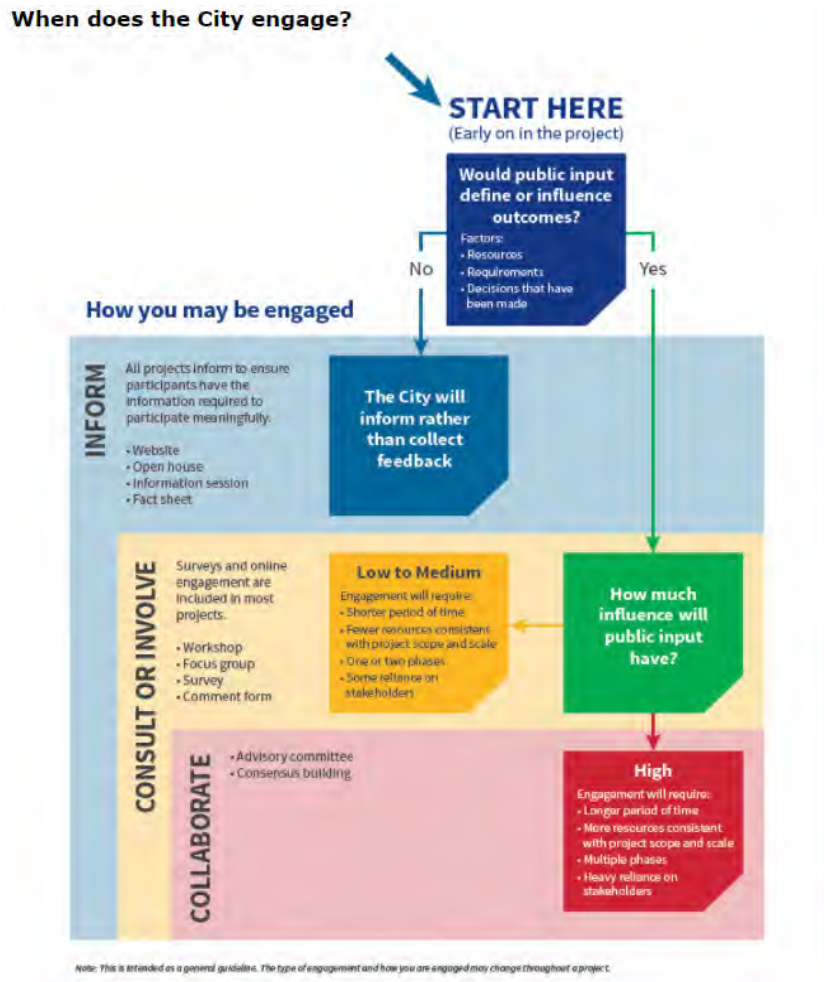 When does the City engage?
START HERE
(Early on in the project)
Would public input
define or influence
outcomes?
Factors:
• Resources
• Requirements
• Decisions that have
been made
No
Yes
How you may be engaged
INFORM
All projects inform to ensure
participants have the
information required to
participate meaningfully.
• Website
• Open house
• Information session
• Fact sheet
The City will
inform rather
than collect
feedback
CONSULT OR INVOLVE
Surveys and online
engagement are
included in most
projects.
• Workshop
• Focus group
• Survey
• Comment form
Low to Medium
Engagement will require:
• Shorter period of time
• Fewer resources consistent
with project scope and scale
• One or two phases
• Some reliance on
stakeholders
How much
influence will
public input
have?
COLLABORATE
• Advisory committee
• Consensus building
High
Engagement will require:
• Longer period of time
• More resources consistent
with project scope and scale
• Multiple phases
• Heavy reliance on
stakeholders
Note: This is intended as a general guideline. The type of engagement and how you are engaged may change throughout a project.